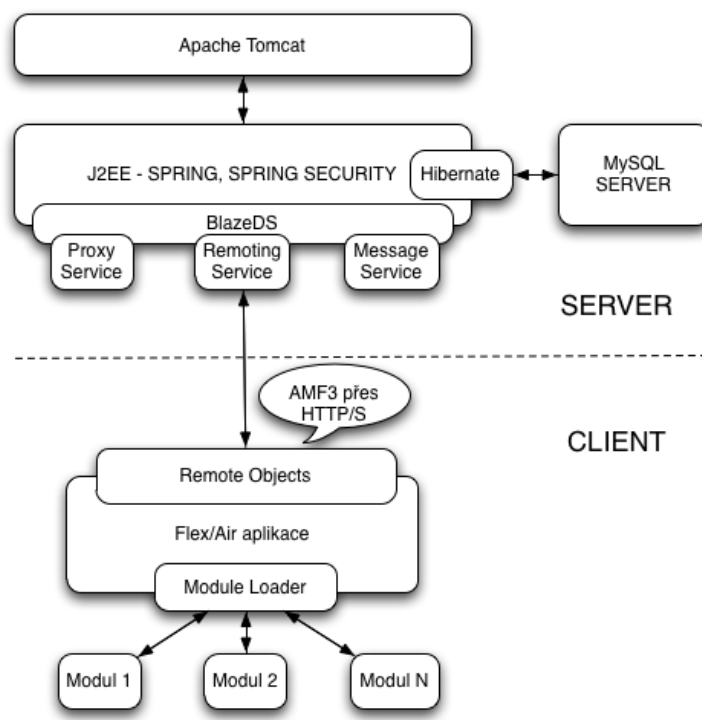 Apache Tomcat
J2EE - SPRING, SPRING SECURITY
Hibernate
MySQL
SERVER
BlazeDS
Proxy
Service
Remoting
Service
Message
Service
SERVER
AMF3 přes
HTTP/S
CLIENT
Remote Objects
Flex/Air aplikace
Module Loader
Modul 1
Modul 2
Modul N